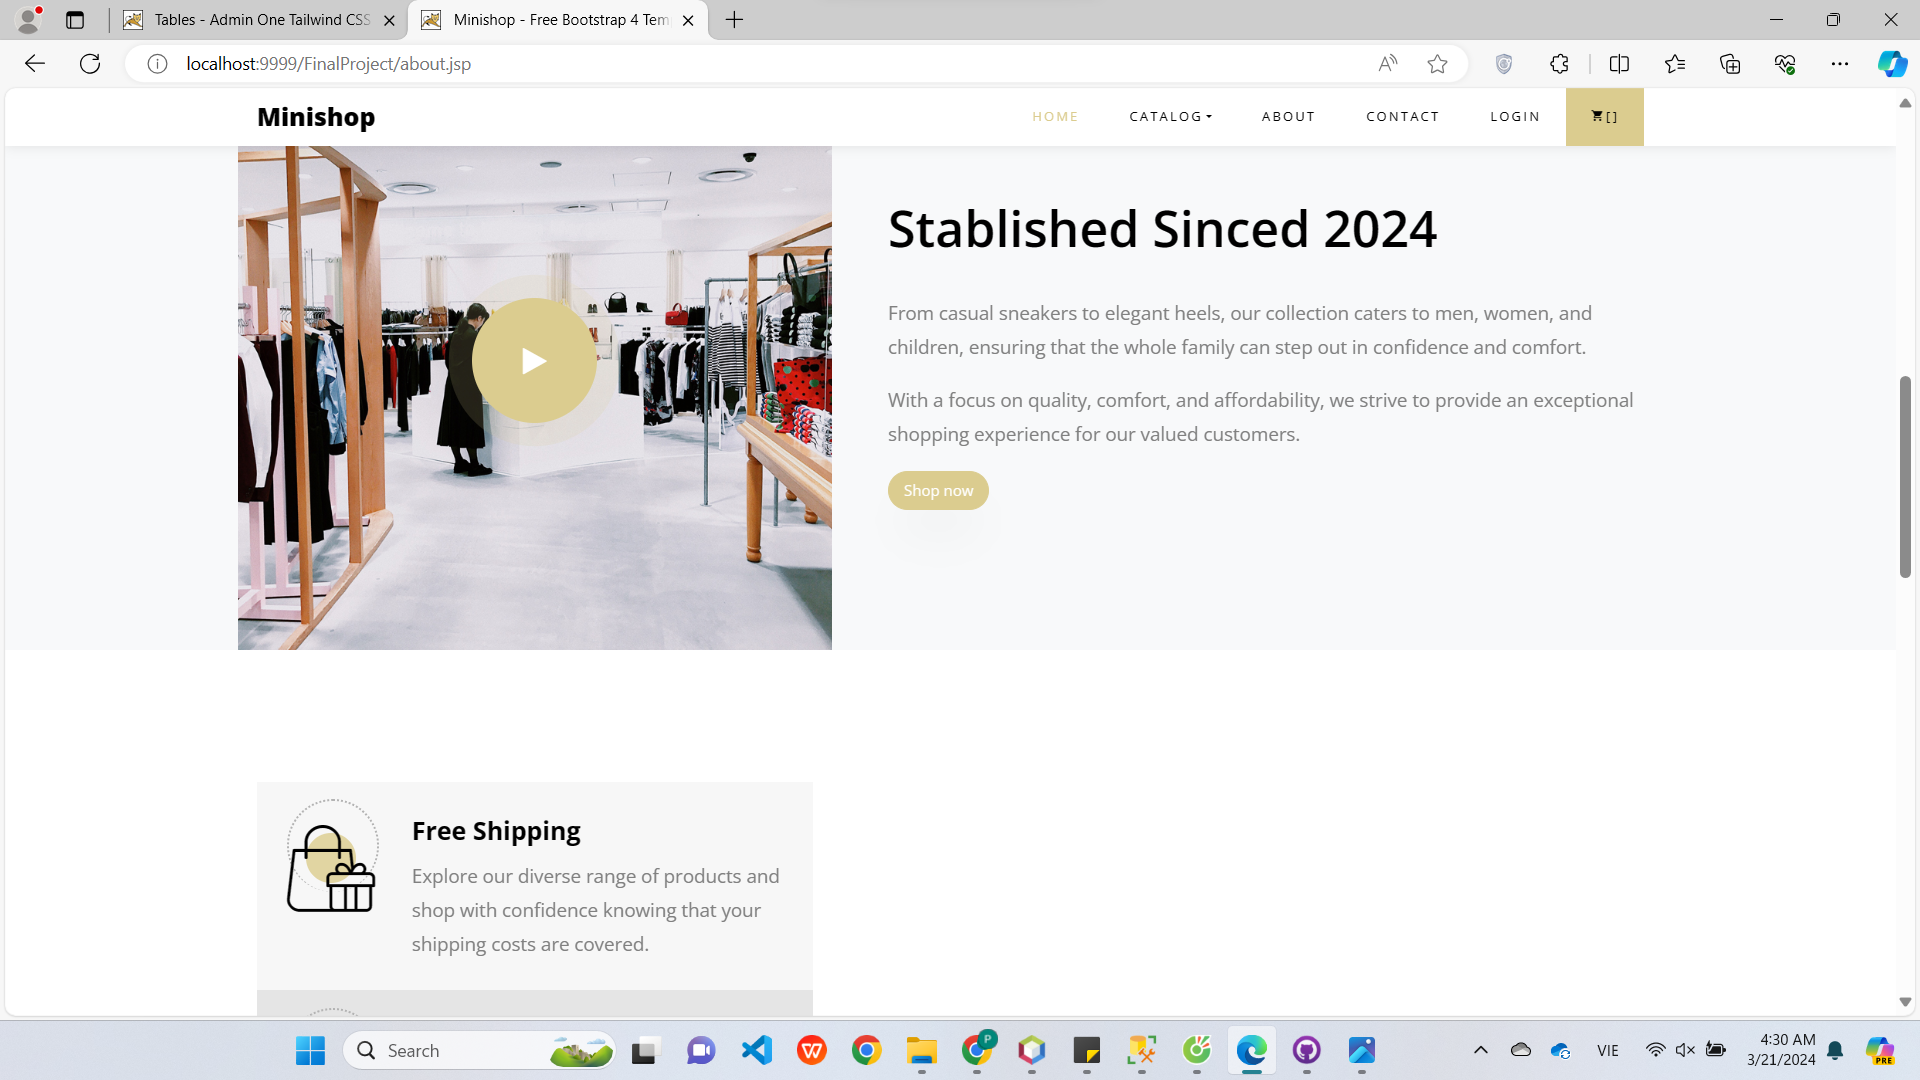 Tables - Admin One Tailwind CSS
Minishop - Free Bootstrap 4 Tem
localhost:9999/FinalProject/about.jsp
Minishop
HOME
CATALOG
ABOUT
CONTACT
LOGIN
[]
Stablished Sinced 2024
From casual sneakers to elegant heels, our collection caters to men, women, and
children, ensuring that the whole family can step out in confidence and comfort.
With a focus on quality, comfort, and affordability, we strive to provide an exceptional
shopping experience for our valued customers.
Shop now
Free Shipping
Explore our diverse range of products and
shop with confidence knowing that your
shipping costs are covered.
Search
P
VIE
4:30 AM
3/21/2024
PRE